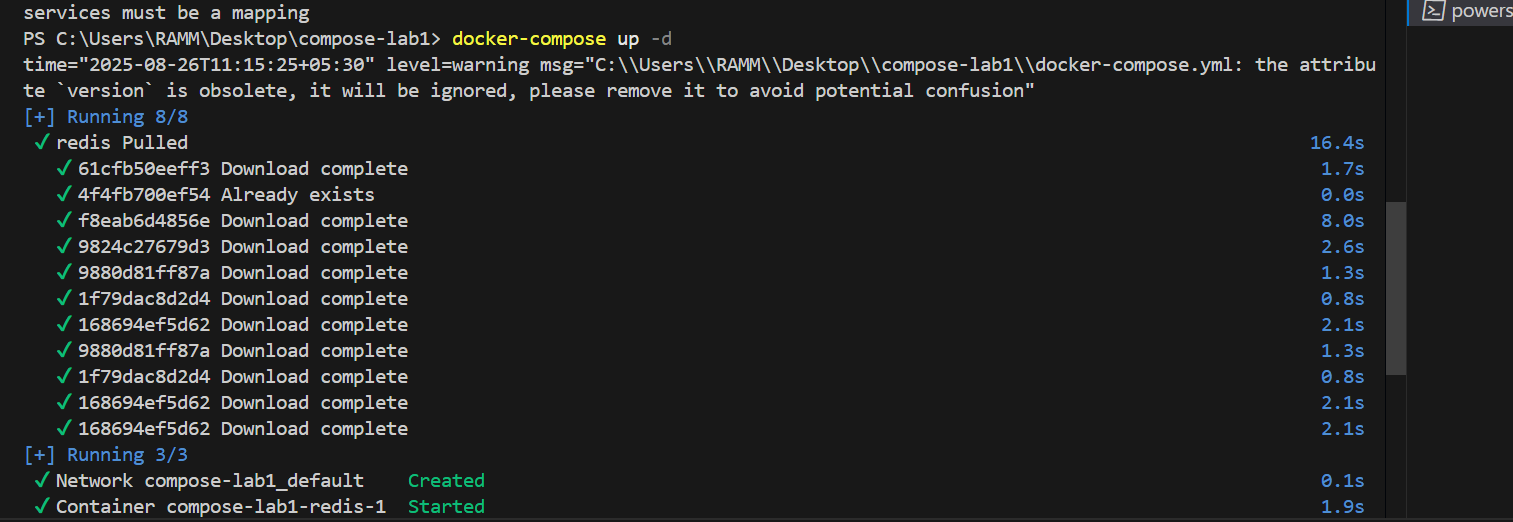 services must be a mapping
powers
PS C:\Users\RAMM\Desktop\compose-lab1> docker-compose up -d
time="2025-08-26T11:15:25+05:30" level=warning msg="C:\\Users\\RAMM\\Desktop\\compose-lab1\\docker-compose.yml: the attribu
te `version` is obsolete, it will be ignored, please remove it to avoid potential confusion"
[+] Running 8/8
✓ redis Pulled 16.4s
✓ 61cfb50eeff3 Download complete 1.7s
✓ 4f4fb700ef54 Already exists 0.0s
✓ f8eab6d4856e Download complete 8.0s
✓ 9824c27679d3 Download complete 2.6s
✓ 9880d81ff87a Download complete 1.3s
✓ 1f79dac8d2d4 Download complete 0.8s
✓ 168694ef5d62 Download complete 2.1s
✓ 9880d81ff87a Download complete 1.3s
✓ 1f79dac8d2d4 Download complete 0.8s
✓ 168694ef5d62 Download complete 2.1s
✓ 168694ef5d62 Download complete 2.1s
[+] Running 3/3
✓ Network compose-lab1_default Created 0.1s
✓ Container compose-lab1-redis-1 Started 1.9s